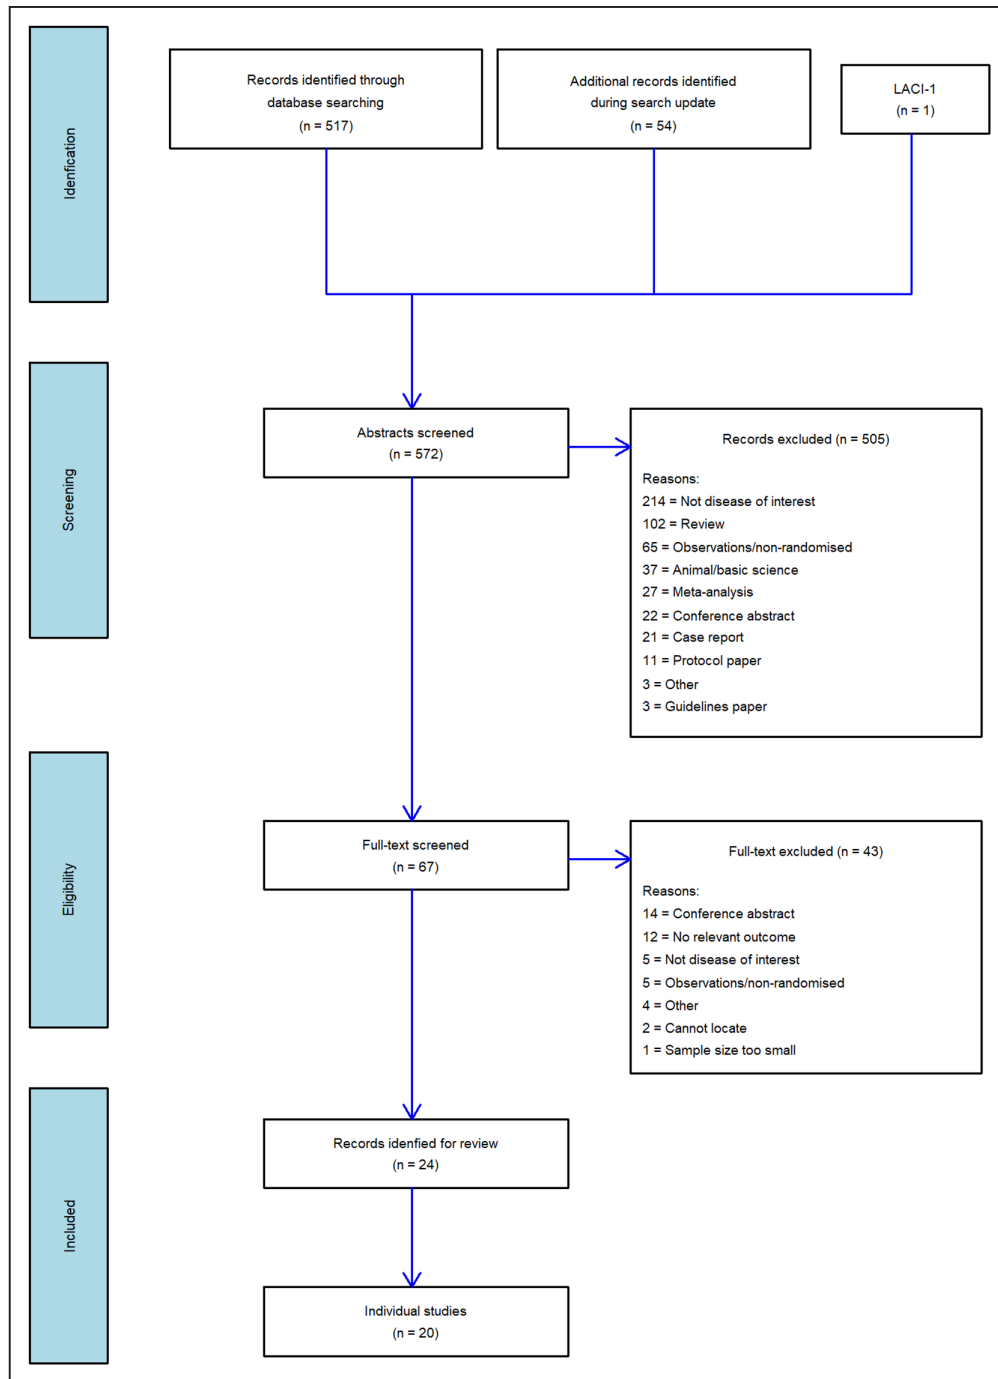 Idenfication
Records identified through
database searching
(n = 517)
Additional records identified
during search update
(n = 54)
LACI-1
(n = 1)
Screening
Abstracts screened
(n = 572)
Records excluded (n = 505)
Reasons:
214 = Not disease of interest
102 = Review
65 = Observations/non-randomised
37 = Animal/basic science
27 = Meta-analysis
22 = Conference abstract
21 = Case report
11 = Protocol paper
3 = Other
3 = Guidelines paper
Eligibility
Full-text screened
(n = 67)
Full-text excluded (n = 43)
Reasons:
14 = Conference abstract
12 = No relevant outcome
5 = Not disease of interest
5 = Observations/non-randomised
4 = Other
2 = Cannot locate
1 = Sample size too small
Included
Records idenfied for review
(n = 24)
Individual studies
(n = 20)